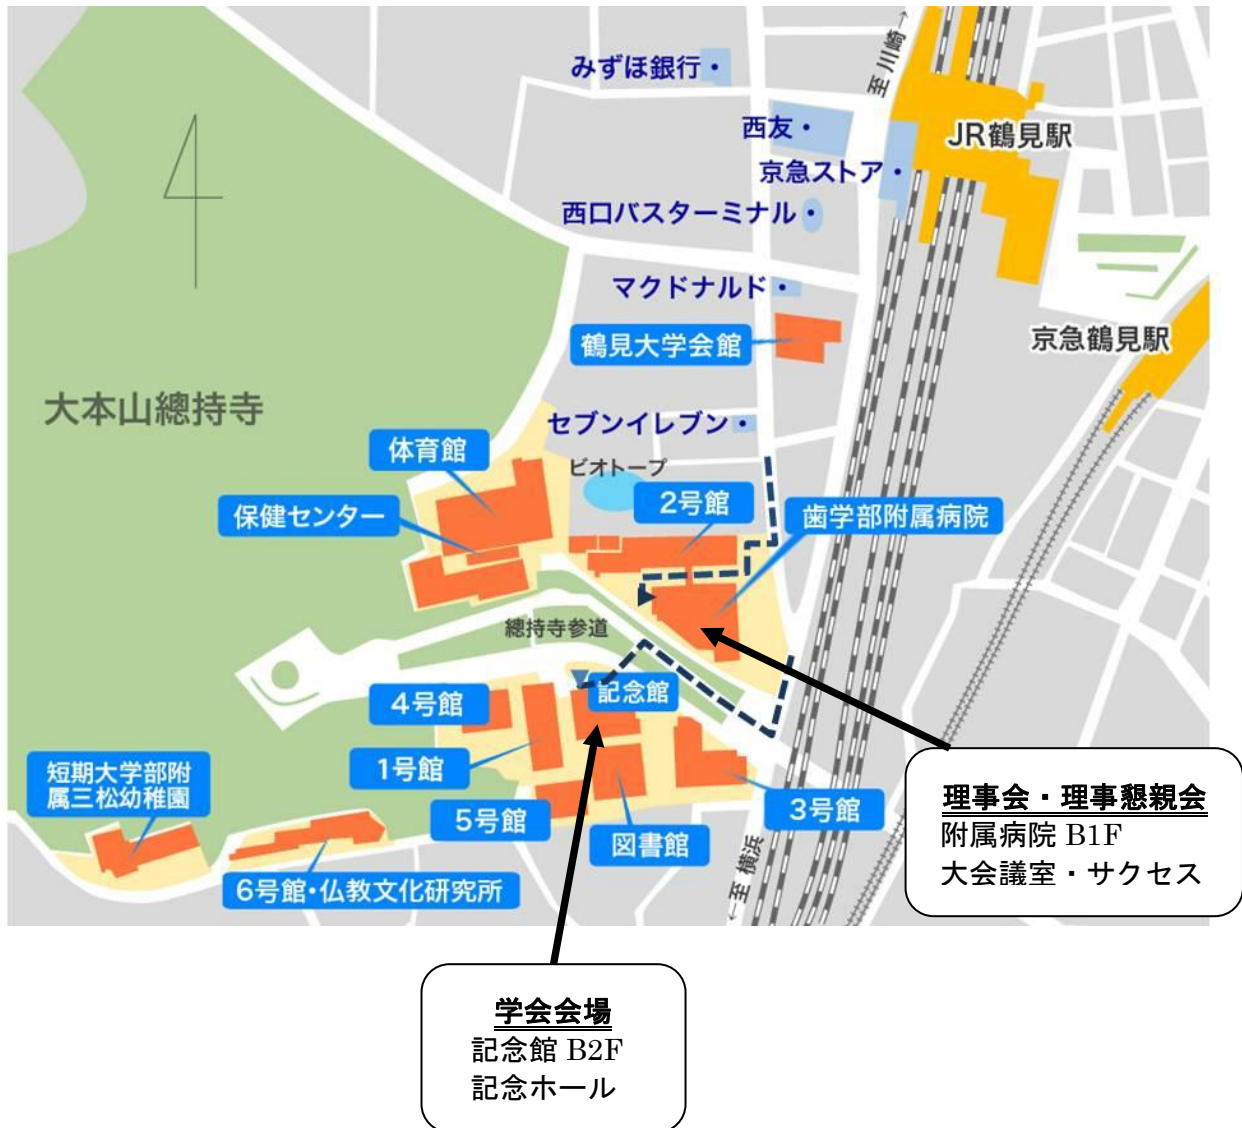 至 川崎→
みずほ銀行
西友
JR鶴見駅
京急ストア
西口バスターミナル
マクドナルド
鶴見大学会館
京急鶴見駅
大本山總持寺
セブンイレブン
体育館
ビオトープ
2号館
保健センター
歯学部附属病院
總持寺参道
記念館
4号館
1号館
短期大学部附
属三松幼稚園
5号館
3号館
図書館
6号館・仏教文化研究所
←至 横浜
理事会・理事懇親会
附属病院 B1F
大会議室・サクセス
学会会場
記念館 B2F
記念ホール